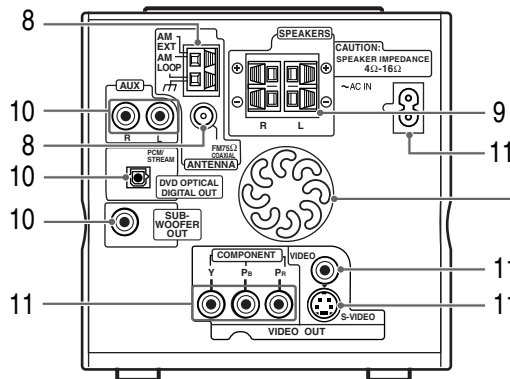 8
AM
EXT
AM
LOOP
SPEAKERS
CAUTION:
SPEAKER IMPEDANCE
4Ω-16Ω
⊕ ⊕
∼AC IN
⊖ ⊖
R L
9
11
AUX
10
R L
8
FM75Ω
COAXIAL
ANTENNA
PCM/
STREAM
10
DVD OPTICAL
DIGITAL OUT
10
SUB-
WOOFER
OUT
COMPONENT
Y PB PR
VIDEO
11
11
S-VIDEO
11
VIDEO OUT